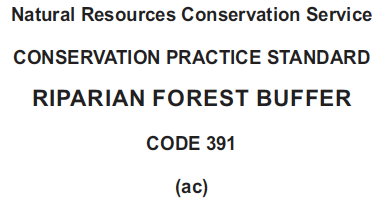 Natural Resources Conservation Service
CONSERVATION PRACTICE STANDARD
RIPARIAN FOREST BUFFER
CODE 391
(ac)